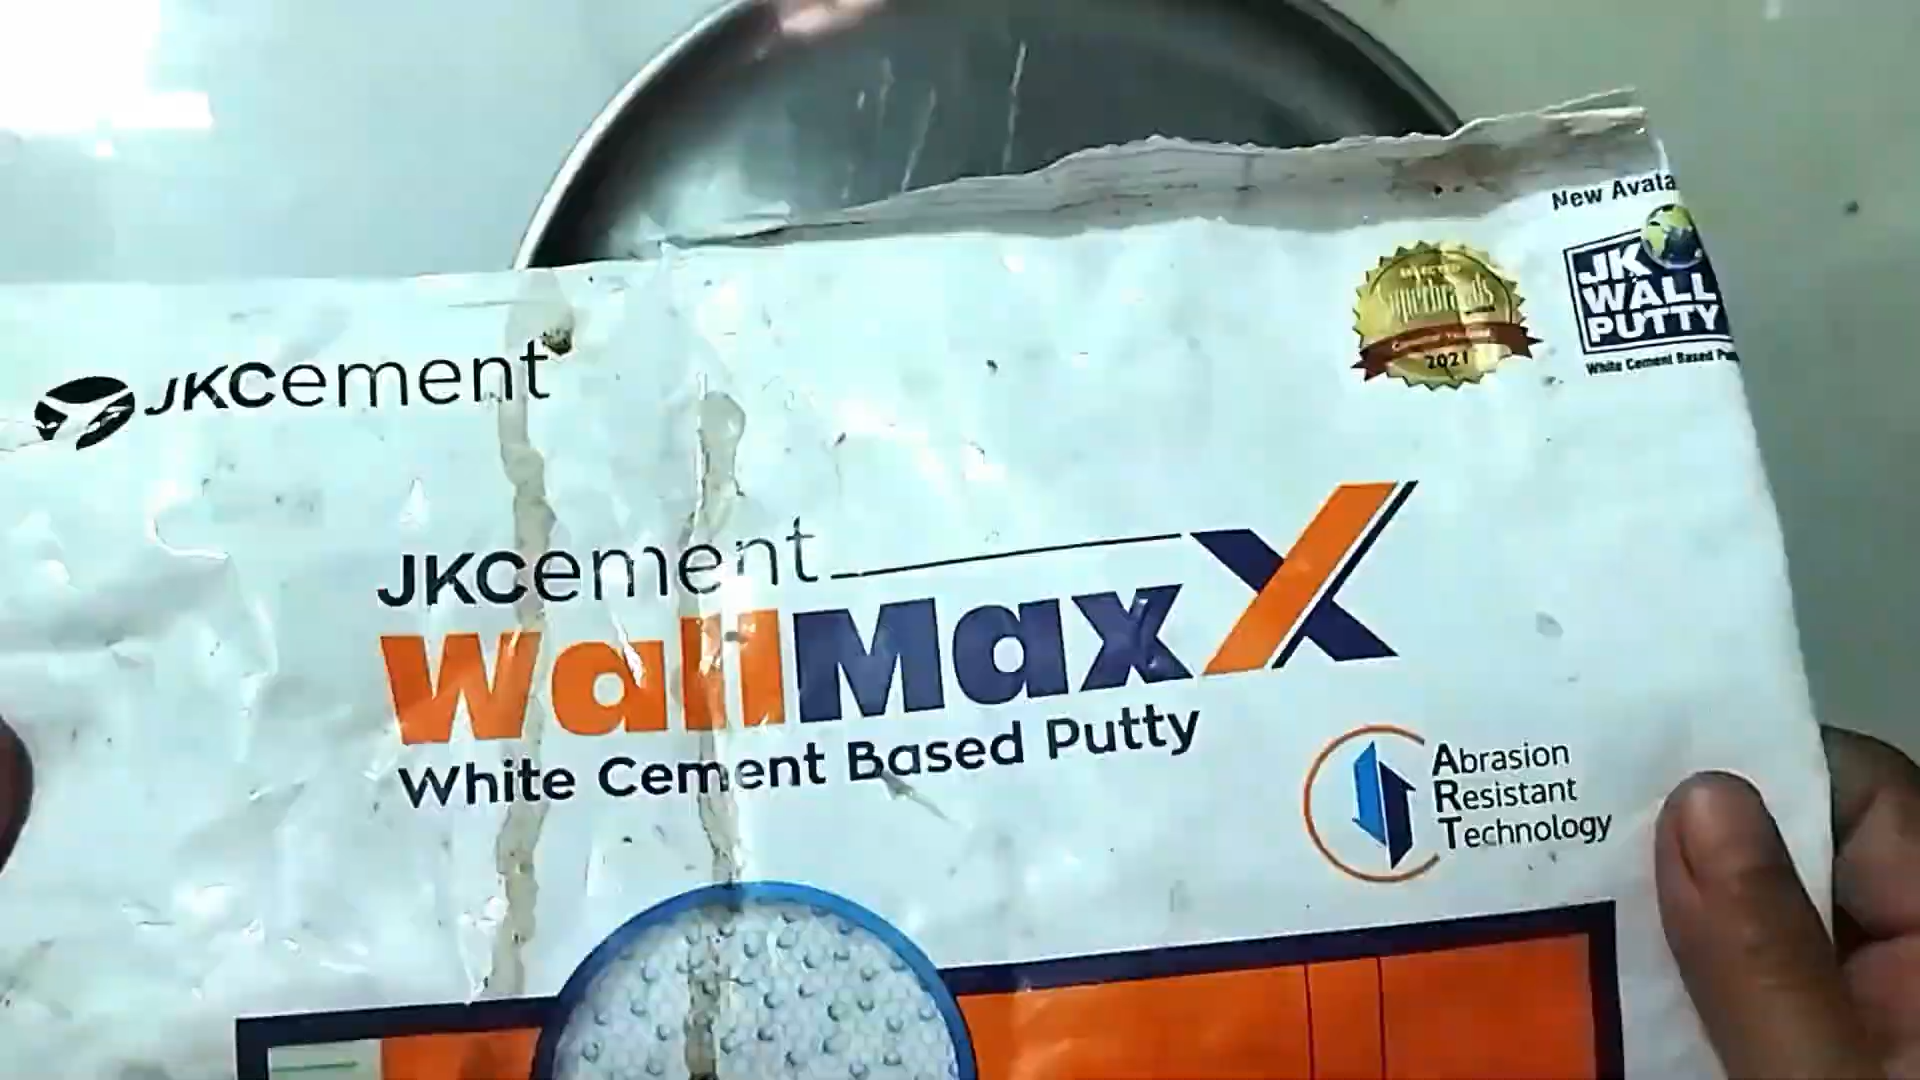 New Avata
JK
WALL
PUTTY
White Cement Based Pu
Superbrands
2021
JKCement
JKCement
WallMaxX
White Cement Based Putty
Abrasion
Resistant
Technology